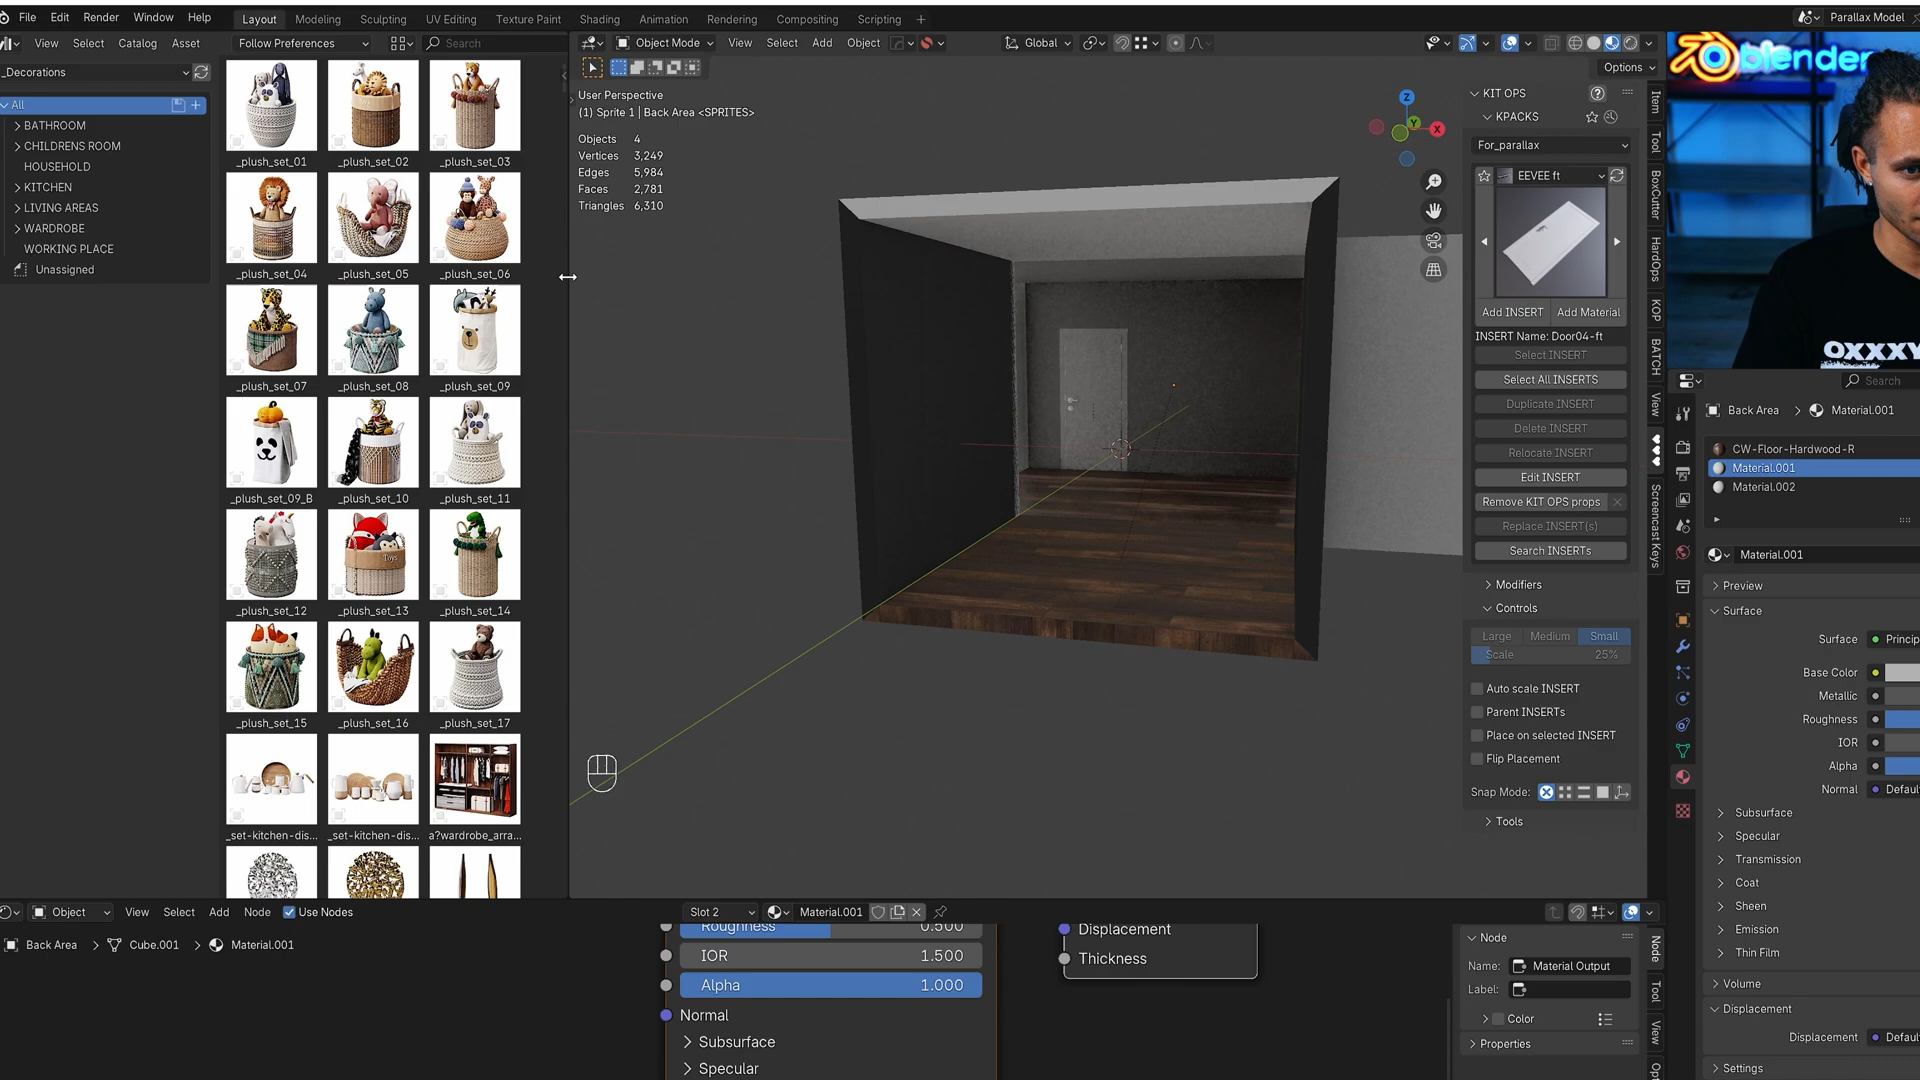 File Edit Render Window Help
Layout Modeling Sculpting UV Editing Texture Paint Shading Animation Rendering Compositing Scripting +
Parallax Model
View Select Catalog Asset
Follow Preferences
Search
Object Mode View Select Add Object
Global
Options
_Decorations
All
BATHROOM
CHILDRENS ROOM
HOUSEHOLD
KITCHEN
LIVING AREAS
WARDROBE
WORKING PLACE
Unassigned
_plush_set_01 _plush_set_02 _plush_set_03
_plush_set_04 _plush_set_05 _plush_set_06
_plush_set_07 _plush_set_08 _plush_set_09
_plush_set_09_B _plush_set_10 _plush_set_11
_plush_set_12 _plush_set_13 _plush_set_14
Toys
_plush_set_15 _plush_set_16 _plush_set_17
_set-kitchen-dis... _set-kitchen-dis... a?wardrobe_arra...
User Perspective
(1) Sprite 1 | Back Area <SPRITES>
Objects 4
Vertices 3,249
Edges 5,984
Faces 2,781
Triangles 6,310
Z
Y
X
KIT OPS
KPACKS
For_parallax
EEVEE ft
Add INSERT Add Material
INSERT Name: Door04-ft
Select INSERT
Select All INSERTS
Duplicate INSERT
Delete INSERT
Relocate INSERT
Edit INSERT
Remove KIT OPS props
Replace INSERT(s)
Search INSERTs
Modifiers
Controls
Large Medium Small
Scale 25%
Auto scale INSERT
Parent INSERTs
Place on selected INSERT
Flip Placement
Snap Mode:
Tools
Item
Tool
BoxCutter
HardOps
KOP
BATCH
View
Screencast Keys
blender
OXXXY
Search
Back Area > Material.001
CW-Floor-Hardwood-R
Material.001
Material.002
Material.001
Preview
Surface
Surface Princip
Base Color
Metallic
Roughness
IOR
Alpha
Normal Defaul
Subsurface
Specular
Transmission
Coat
Sheen
Emission
Thin Film
Volume
Displacement
Displacement Defaul
Settings
Object View Select Add Node Use Nodes
Slot 2 Material.001
Back Area > Cube.001 > Material.001
Roughness 0.500
IOR 1.500
Alpha 1.000
Normal
Subsurface
Specular
Displacement
Thickness
Node
Name: Material Output
Label:
Color
Properties
Node
Tool
View
Opt